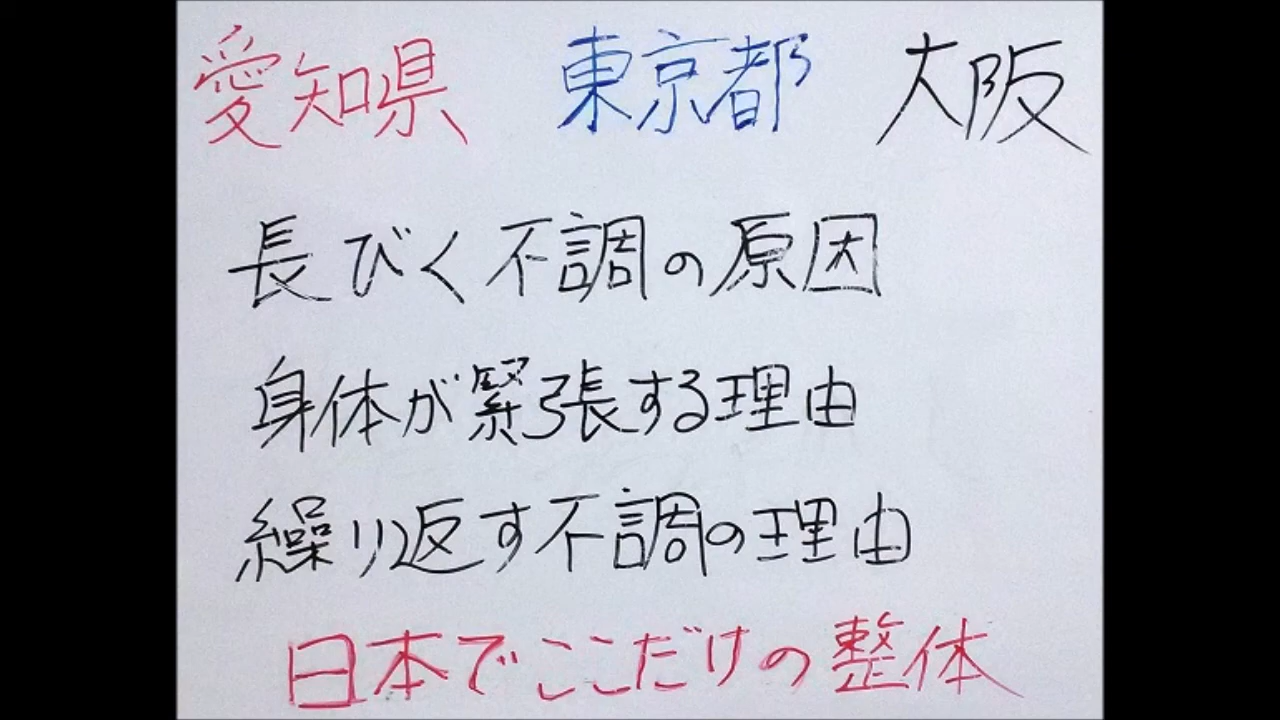 愛知県 東京都 大阪
長びく不調の原因
身体が緊張する理由
繰り返す不調の理由
日本でここだけの整体